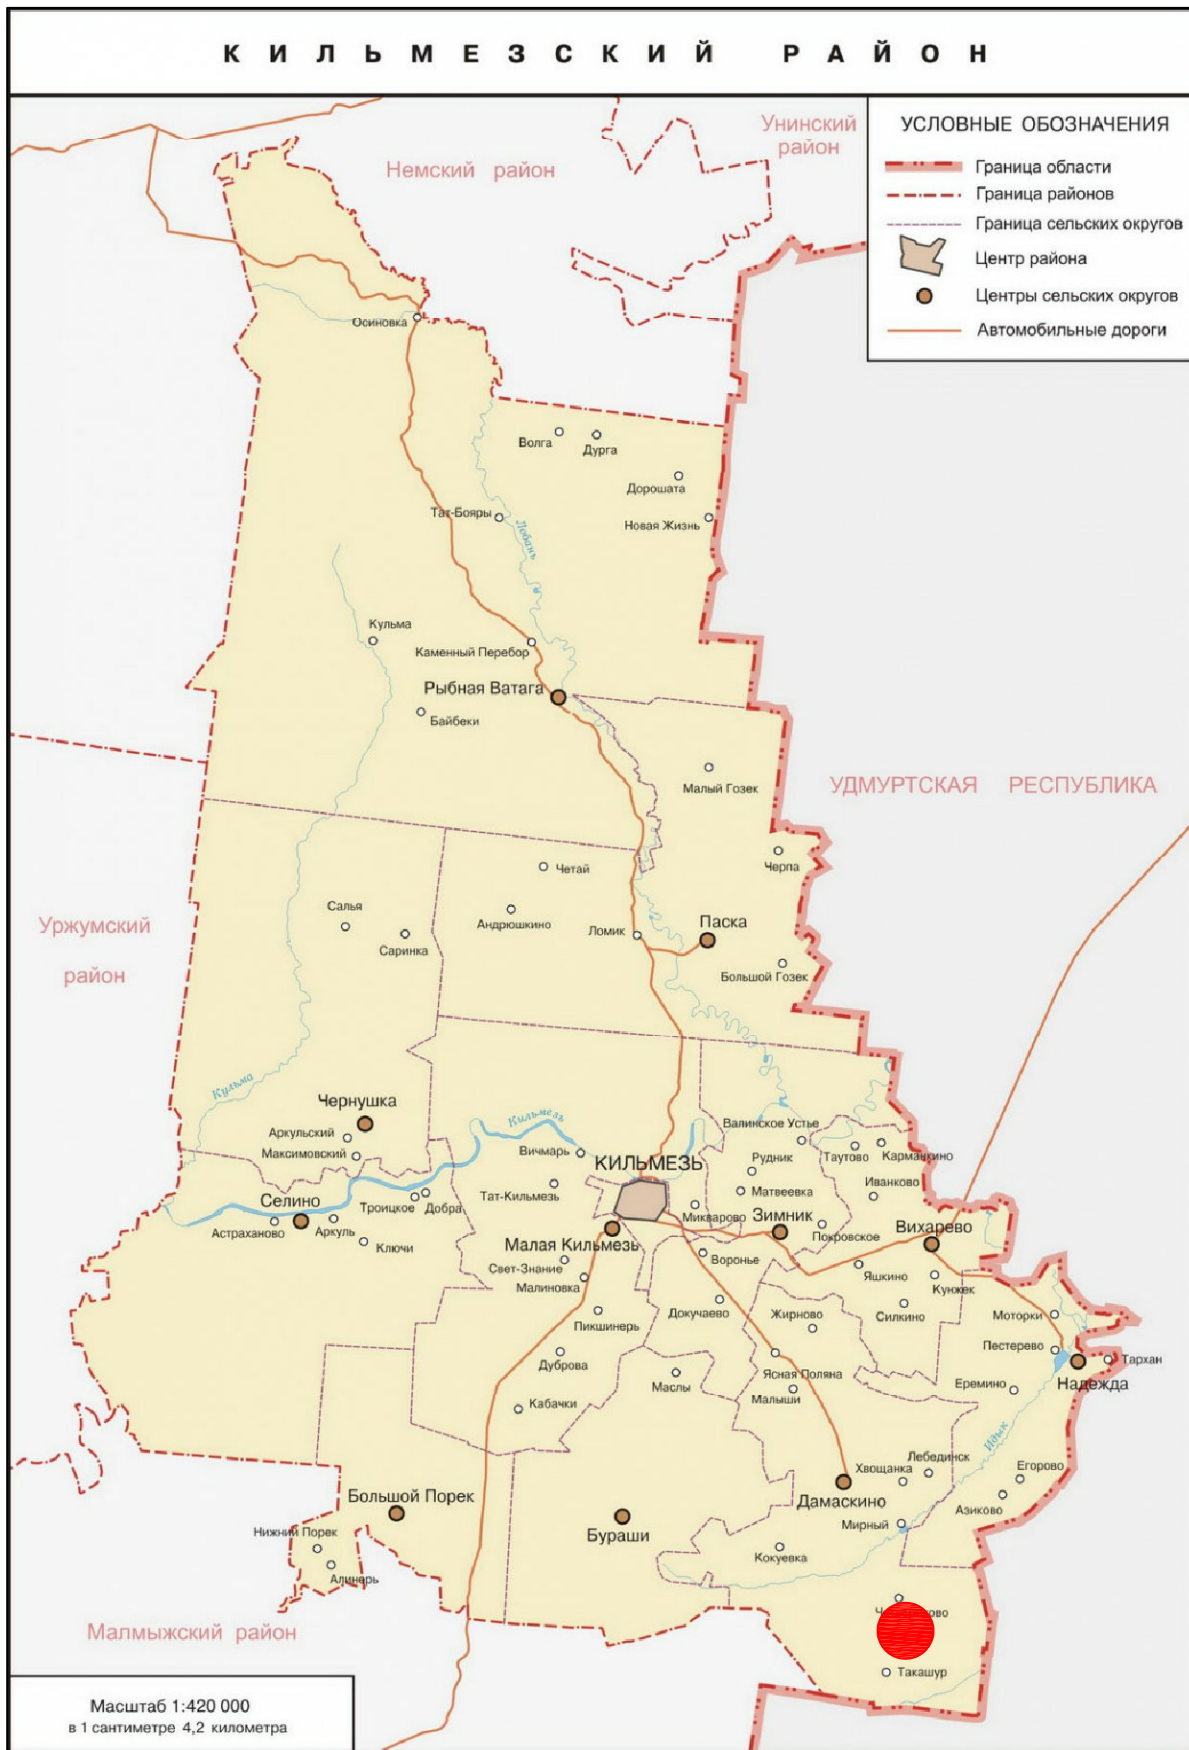 КИЛЬМЕЗСКИЙ РАЙОН
УСЛОВНЫЕ ОБОЗНАЧЕНИЯ
Граница области
Граница районов
Граница сельских округов
Центр района
Центры сельских округов
Автомобильные дороги
Унинский
район
Немский район
Осиновка
Волга
Дурга
Дорошата
Тат-Бояры
Новая Жизнь
Лобань
Кульма
Каменный Перебор
Рыбная Ватага
Байбеки
Малый Гозек
УДМУРТСКАЯ РЕСПУБЛИКА
Черпа
Четай
Салья
Андрюшкино
Ломик
Паска
Уржумский
район
Саринка
Большой Гозек
Кульма
Чернушка
Кильмезь
Аркульский
Максимовский
Вичмарь
КИЛЬМЕЗЬ
Валинское Устье
Рудник
Таутово
Карманкино
Иванково
Матвеевка
Селино
Троицкое
Добра
Тат-Кильмезь
Микварово
Зимник
Вихарево
Астраханово
Аркуль
Ключи
Малая Кильмезь
Покровское
Воронье
Свет-Знание
Малиновка
Яшкино
Кунжек
Пикшинерь
Докучаево
Жирново
Силкино
Моторки
Пестерево
Тархан
Дуброва
Ясная Поляна
Надежда
Маслы
Малыши
Еремино
Кабачки
Идык
Лебединск
Хвощанка
Егорово
Большой Порек
Дамаскино
Азиково
Бураши
Мирный
Нижний Порек
Кокуевка
Алинерь
Малмыжский район
Такашур
Масштаб 1:420 000
в 1 сантиметре 4,2 километра